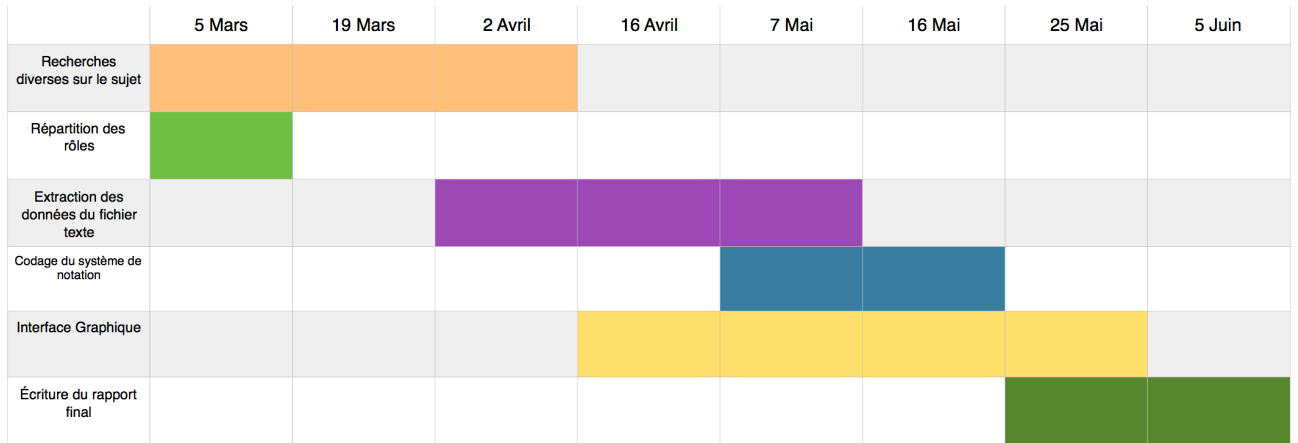 5 Mars 19 Mars 2 Avril 16 Avril 7 Mai 16 Mai 25 Mai 5 Juin
Recherches
diverses sur le sujet
Répartition des
rôles
Extraction des
données du fichier
texte
Codage du système de
notation
Interface Graphique
Écriture du rapport
final